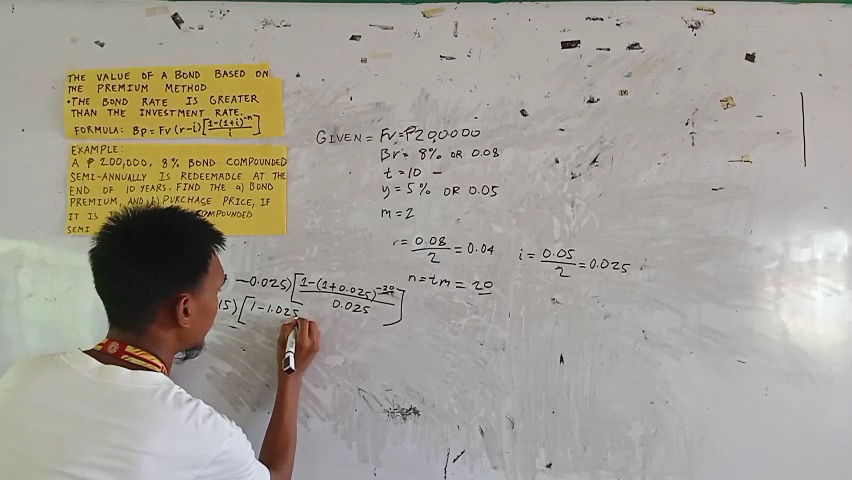 THE VALUE OF A BOND BASED ON
THE PREMIUM METHOD
•THE BOND RATE IS GREATER
THAN THE INVESTMENT RATE.
FORMULA: Bp=Fv(r-i)[1-(1+i)^-n/i]
EXAMPLE:
A ₱ 200,000, 8% BOND COMPOUNDED
SEMI-ANNUALLY IS REDEEMABLE AT THE
END OF 10 YEARS. FIND THE a) BOND
PREMIUM, AND b) PURCHAGE PRICE, IF
IT IS COMPOUNDED
SEMI
GIVEN = Fv=₱200000
Br= 8% OR 0.08
t=10 -
y=5% OR 0.05
m=2
r=0.08/2=0.04
i=0.05/2=0.025
n=tm=20
-0.025)[1-(1+0.025)^-20/0.025]
15)[1-1.025